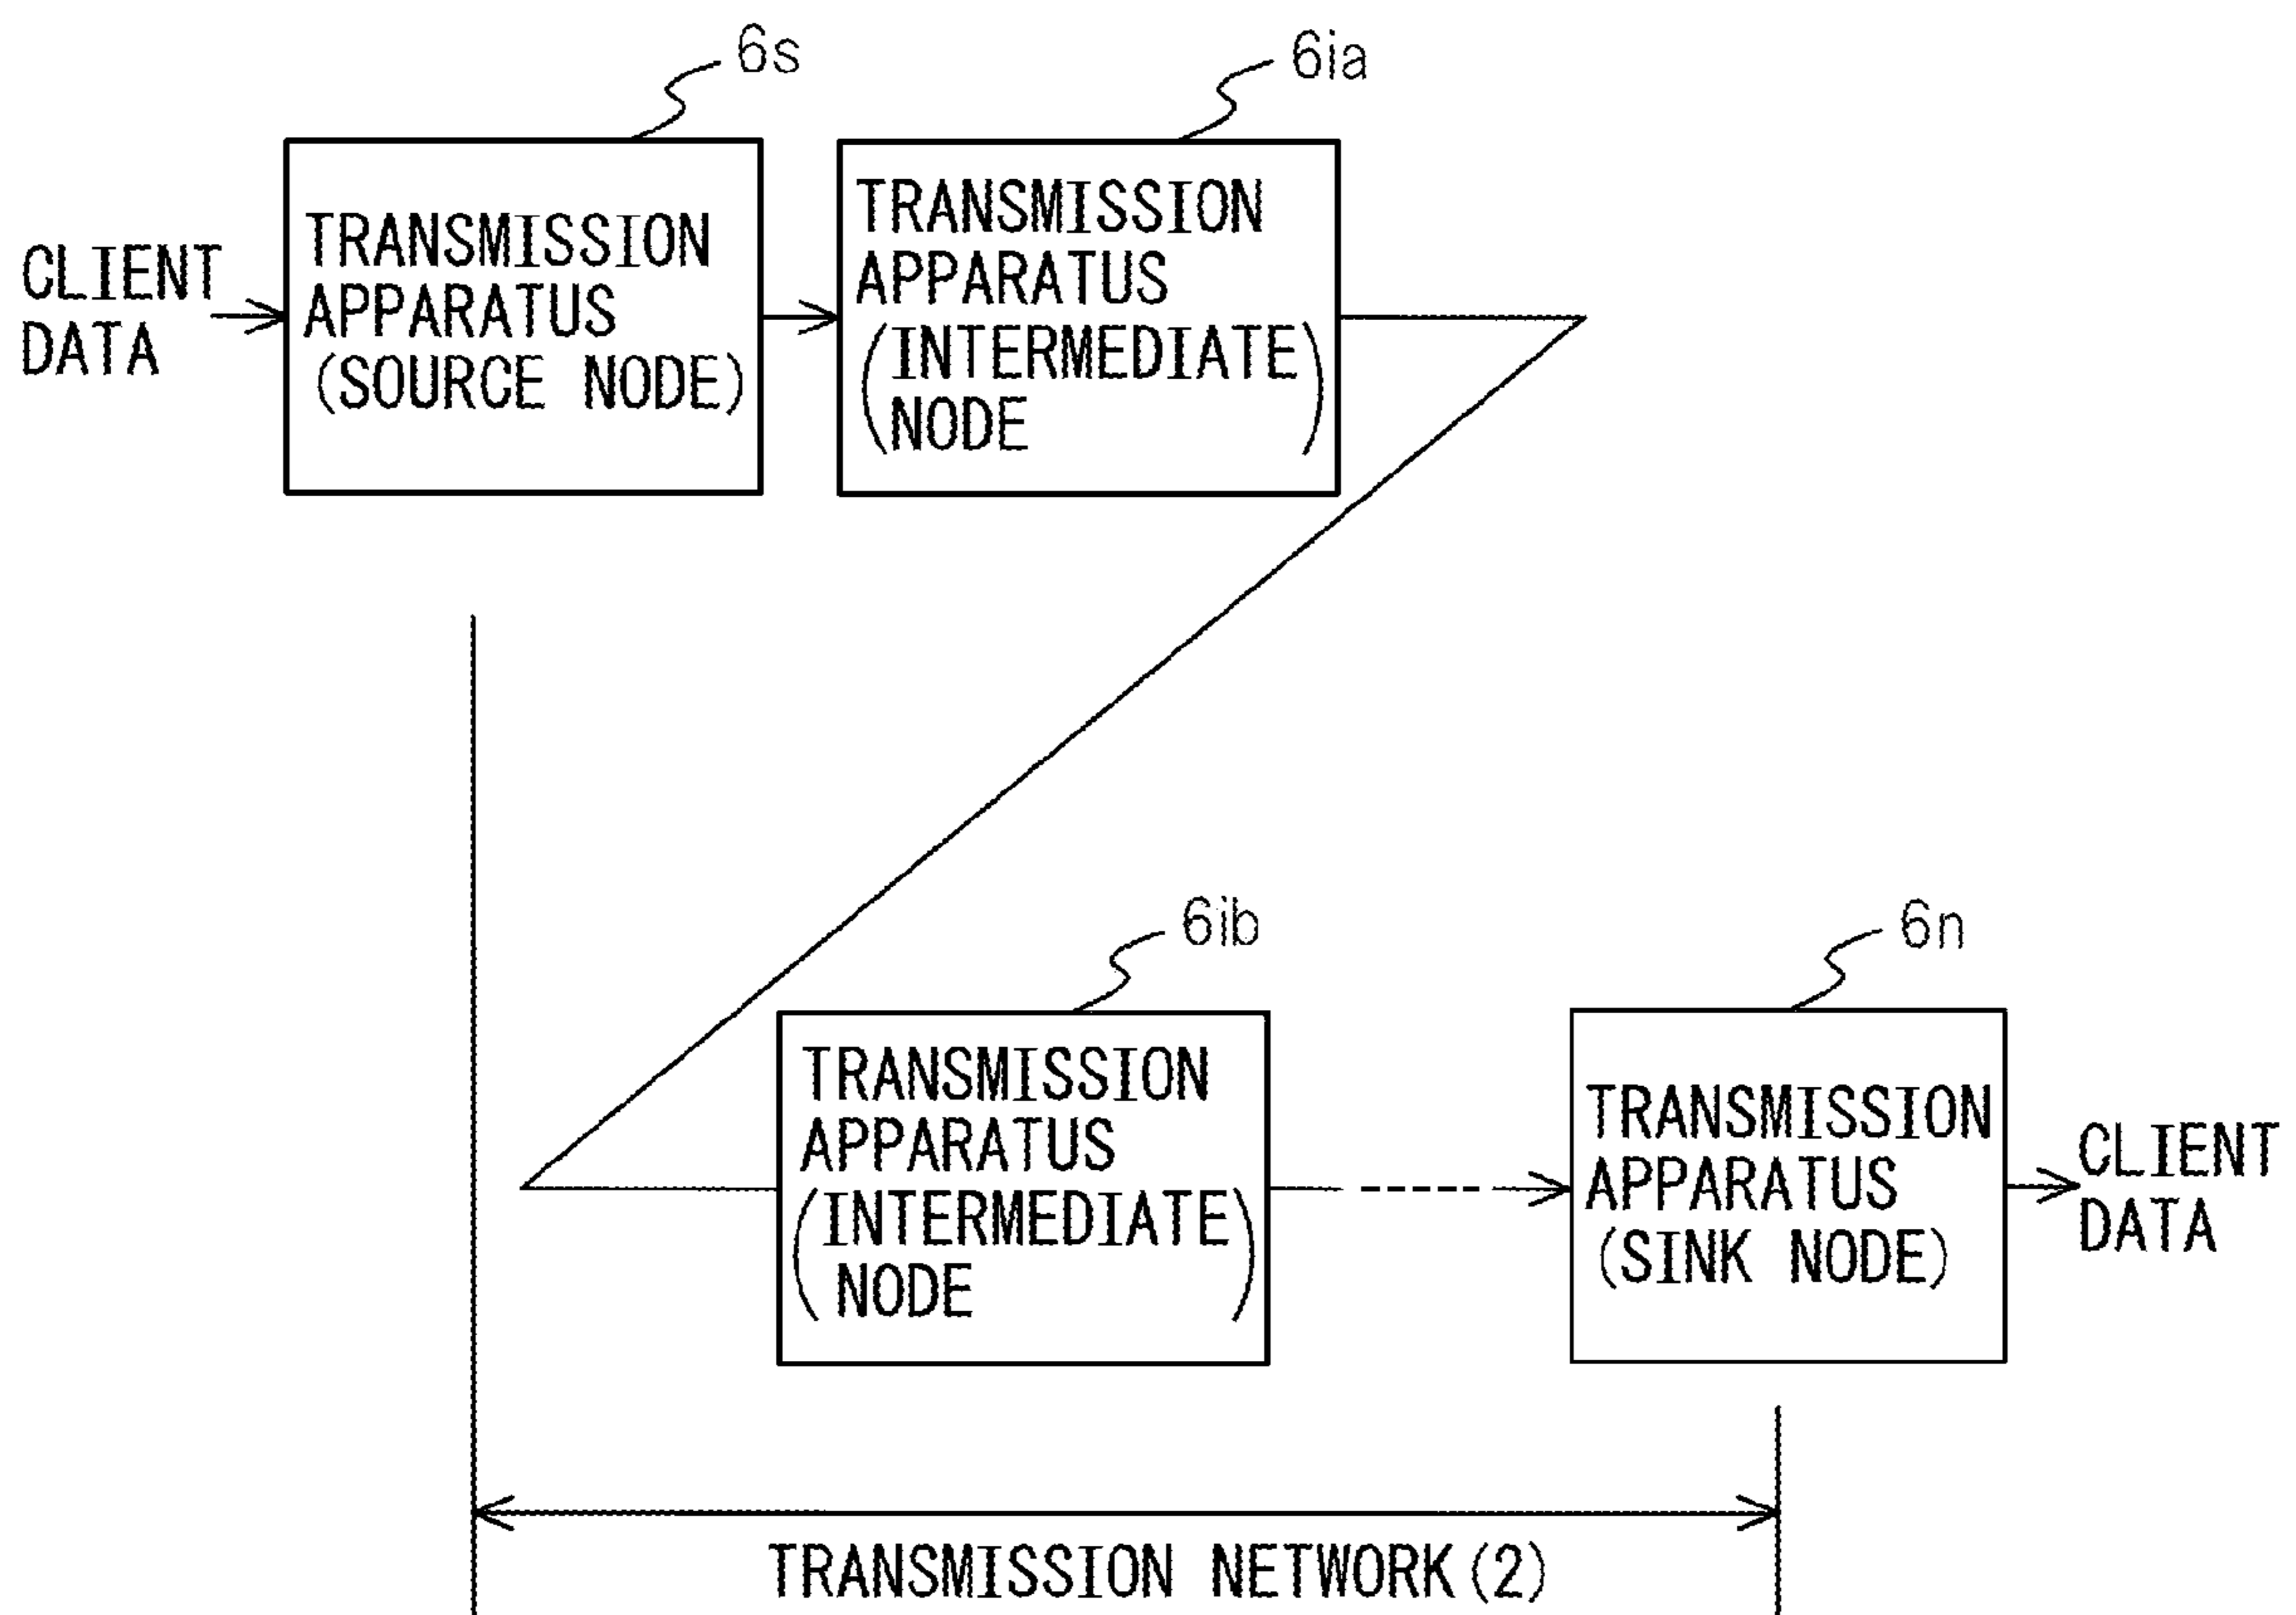 6s
6ia
CLIENT
DATA
TRANSMISSION
APPARATUS
(SOURCE NODE)
TRANSMISSION
APPARATUS
(INTERMEDIATE
NODE)
6ib
6n
TRANSMISSION
APPARATUS
(INTERMEDIATE
NODE)
TRANSMISSION
APPARATUS
(SINK NODE)
CLIENT
DATA
TRANSMISSION NETWORK(2)